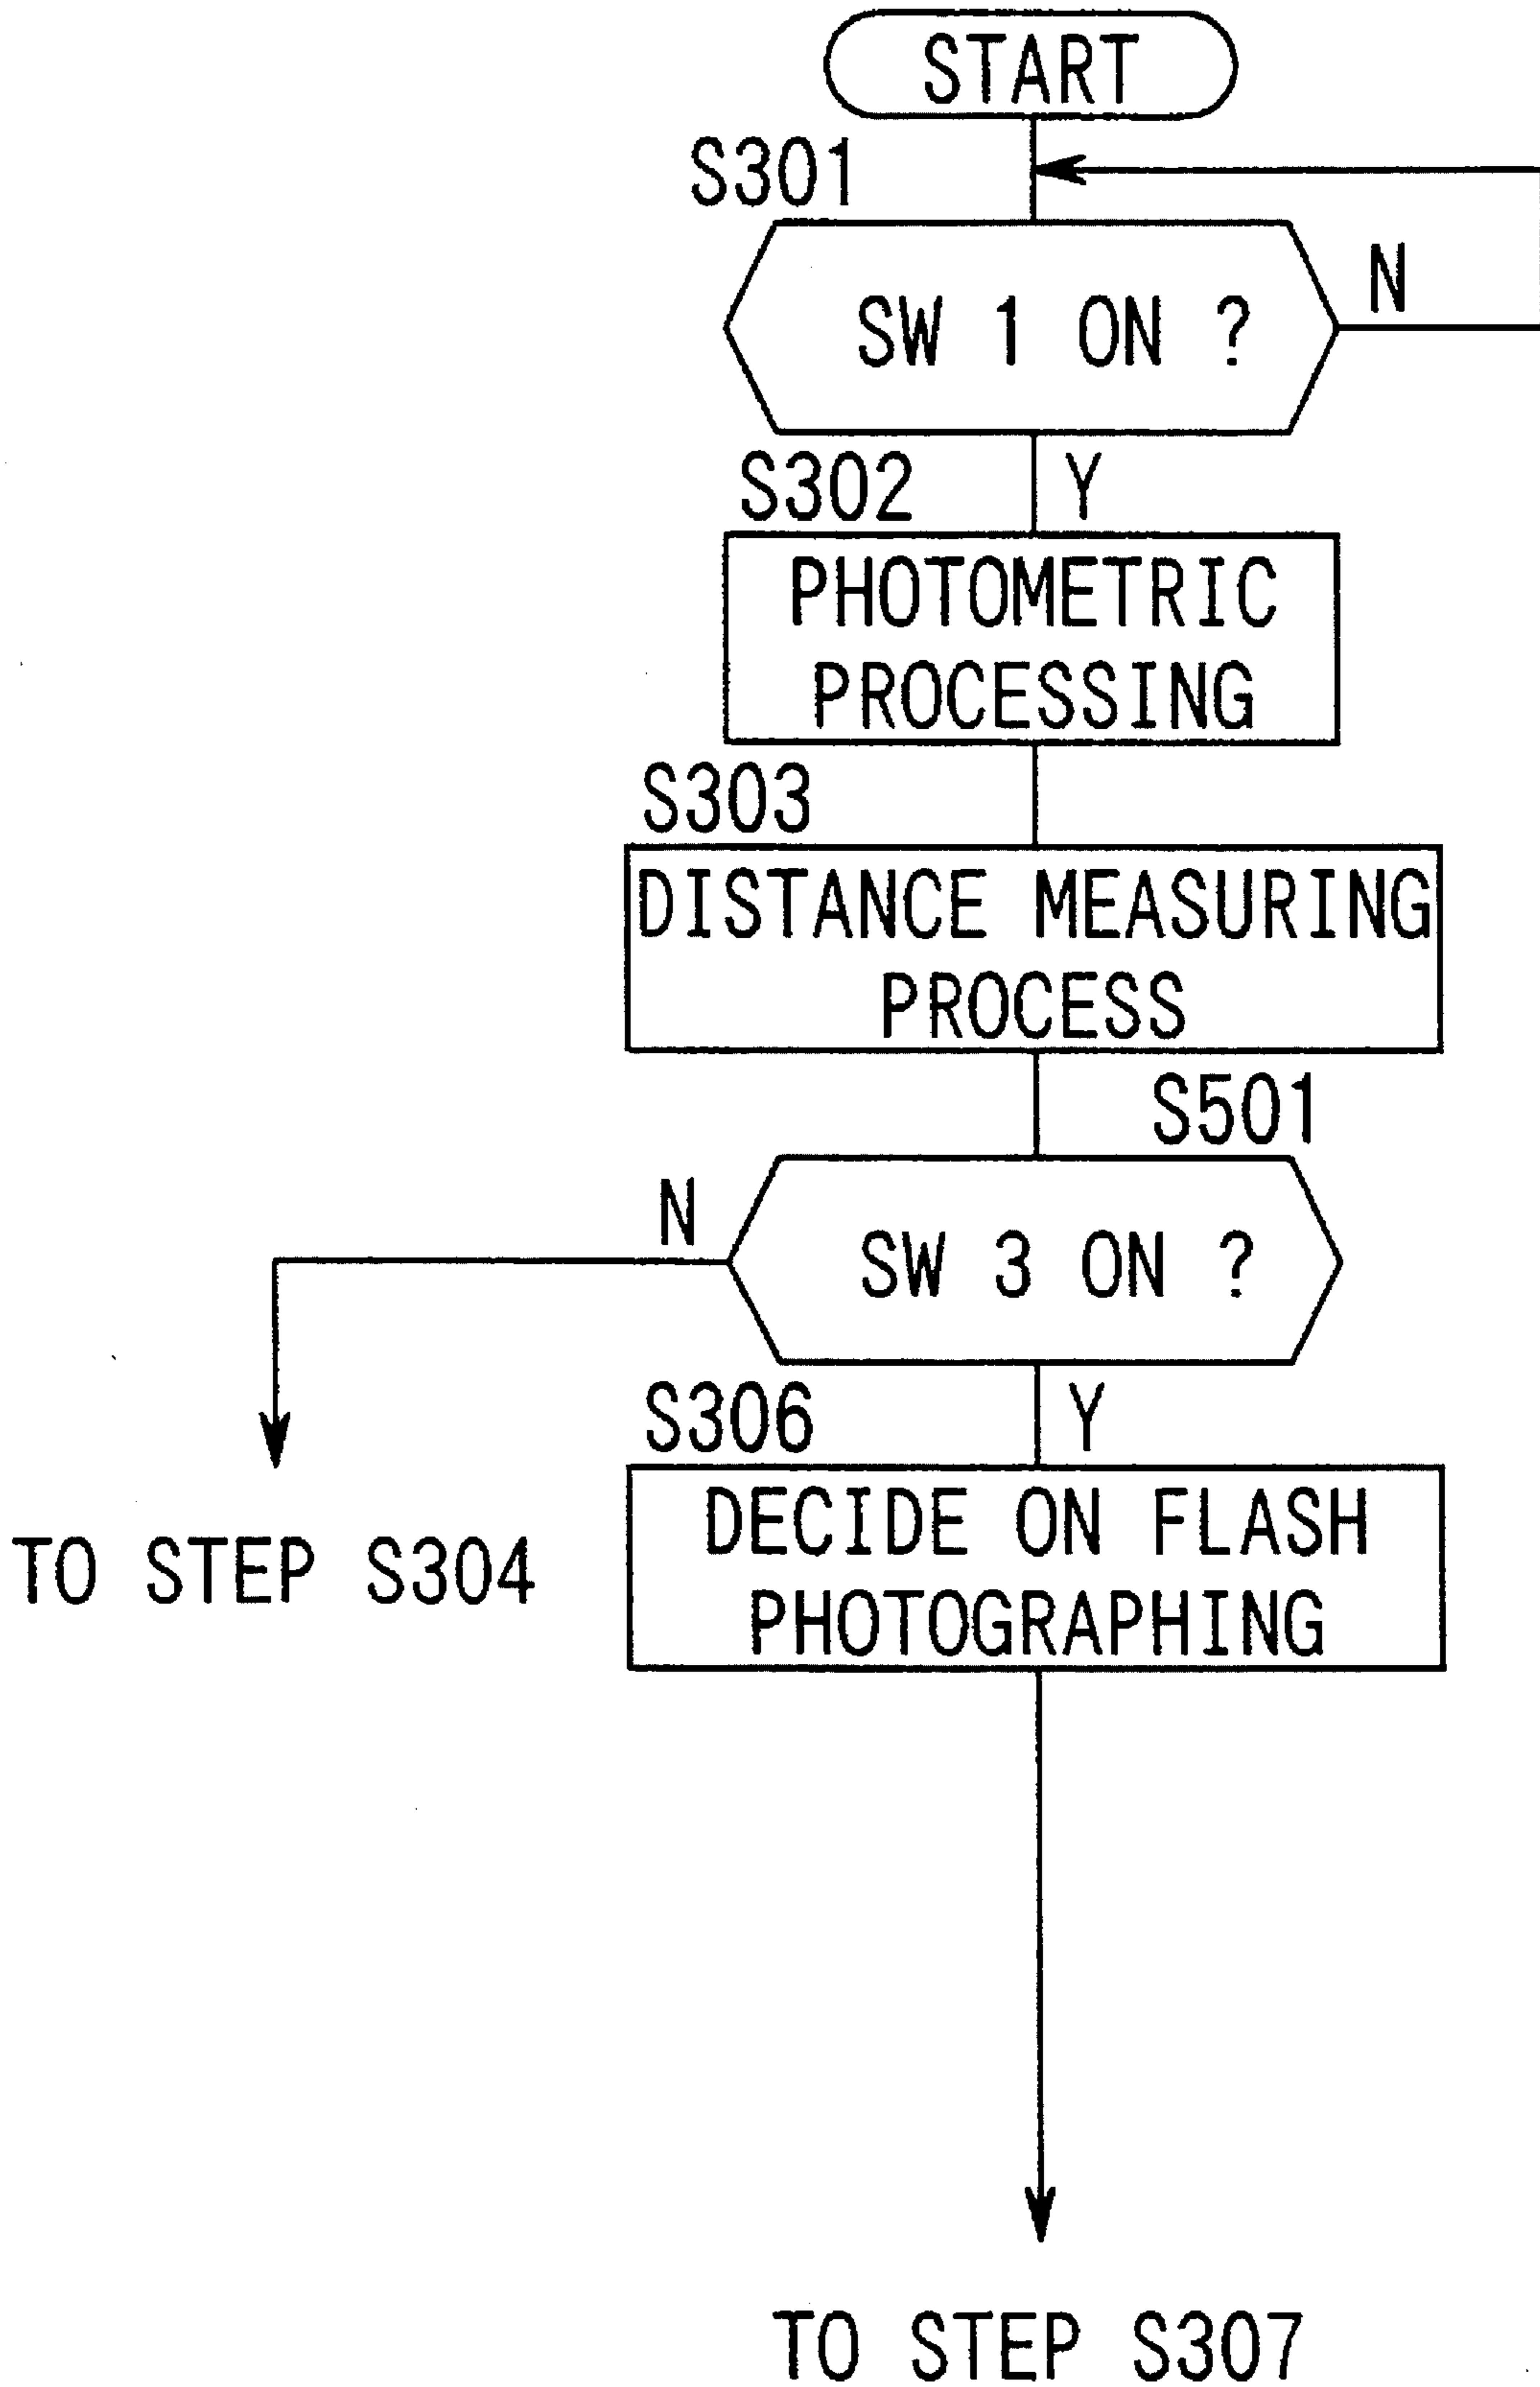 START
S301
SW 1 ON ?
N
S302
Y
PHOTOMETRIC
PROCESSING
S303
DISTANCE MEASURING
PROCESS
S501
N
SW 3 ON ?
S306
Y
DECIDE ON FLASH
PHOTOGRAPHING
TO STEP S304
TO STEP S307